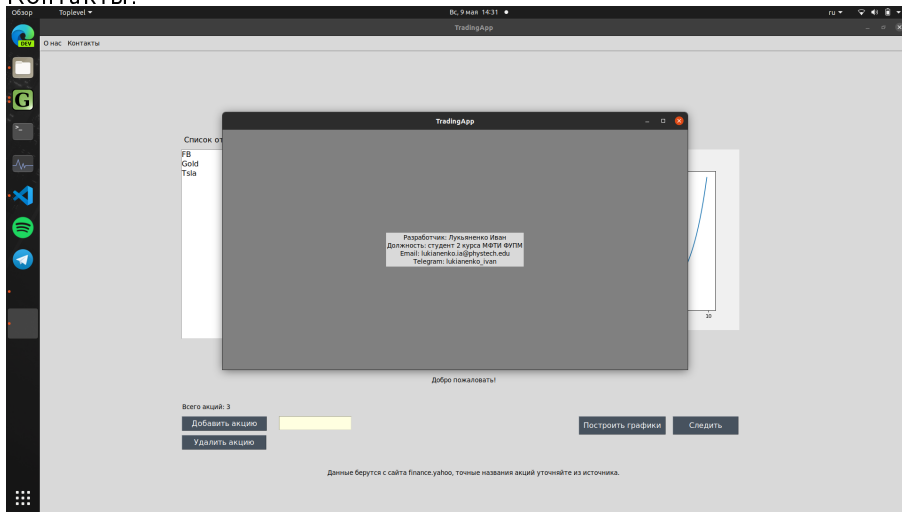 Контакты:
Обзор
Toplevel
Вс, 9 мая 14:31
ru
TradingApp
DEV
О нас Контакты
G
TradingApp
Список от
FB
Gold
Tsla
Разработчик: Лукьяненко Иван
Должность: студент 2 курса МФТИ ФУПМ
Email: lukianenko.ia@phystech.edu
Telegram: lukianenko_ivan
10
Добро пожаловать!
Всего акций: 3
Добавить акцию
Построить графики
Следить
Удалить акцию
Данные берутся с сайта finance.yahoo, точные названия акций уточняйте из источника.